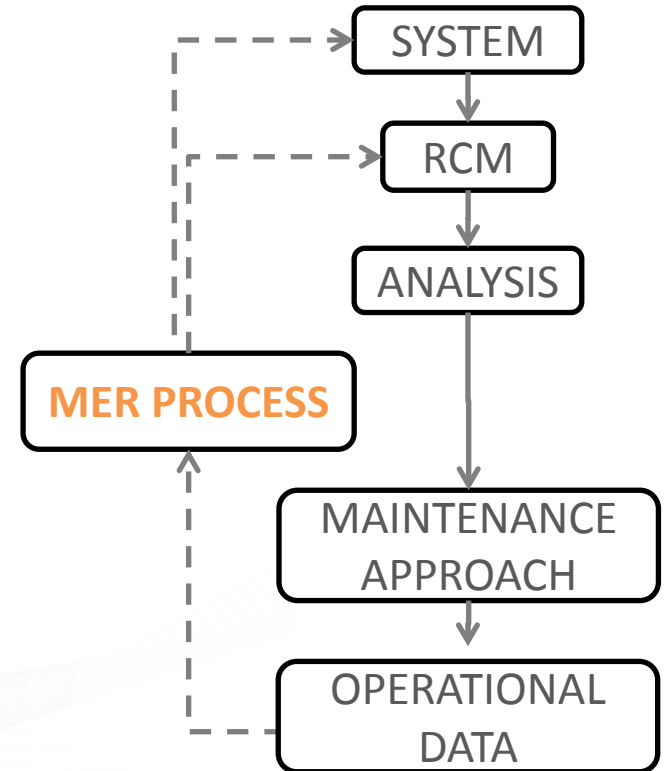 SYSTEM
RCM
ANALYSIS
MER PROCESS
MAINTENANCE
APPROACH
OPERATIONAL
DATA